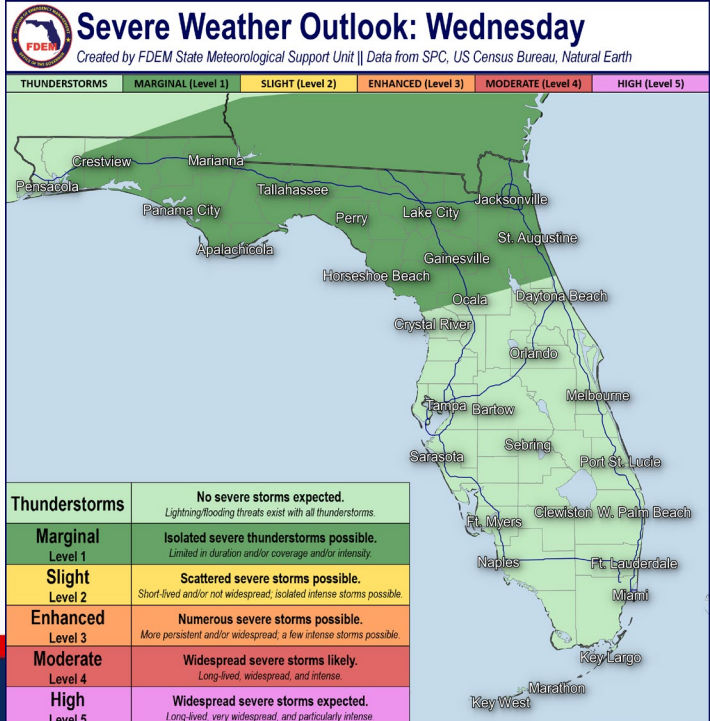 Severe Weather Outlook: Wednesday
FDEM
Created by FDEM State Meteorological Support Unit || Data from SPC, US Census Bureau, Natural Earth
THUNDERSTORMS
MARGINAL (Level 1)
SLIGHT (Level 2)
ENHANCED (Level 3)
MODERATE (Level 4)
HIGH (Level 5)
Crestview
Marianna
Pensacola
Tallahassee
Jacksonville
Panama City
Perry
Lake City
St. Augustine
Apalachicola
Gainesville
Horseshoe Beach
Ocala
Daytona Beach
Crystal River
Orlando
Melbourne
Tampa
Bartow
Sebring
Sarasota
Port St. Lucie
Clewiston
W. Palm Beach
Ft. Myers
Naples
Ft. Lauderdale
Miami
Key Largo
Marathon
Key West
Thunderstorms
No severe storms expected.
Lightning/flooding threats exist with all thunderstorms.
Marginal
Level 1
Isolated severe thunderstorms possible.
Limited in duration and/or coverage and/or intensity.
Slight
Level 2
Scattered severe storms possible.
Short-lived and/or not widespread; isolated intense storms possible.
Enhanced
Level 3
Numerous severe storms possible.
More persistent and/or widespread; a few intense storms possible.
Moderate
Level 4
Widespread severe storms likely.
Long-lived, widespread, and intense.
High
Level 5
Widespread severe storms expected.
Long-lived, very widespread, and particularly intense.